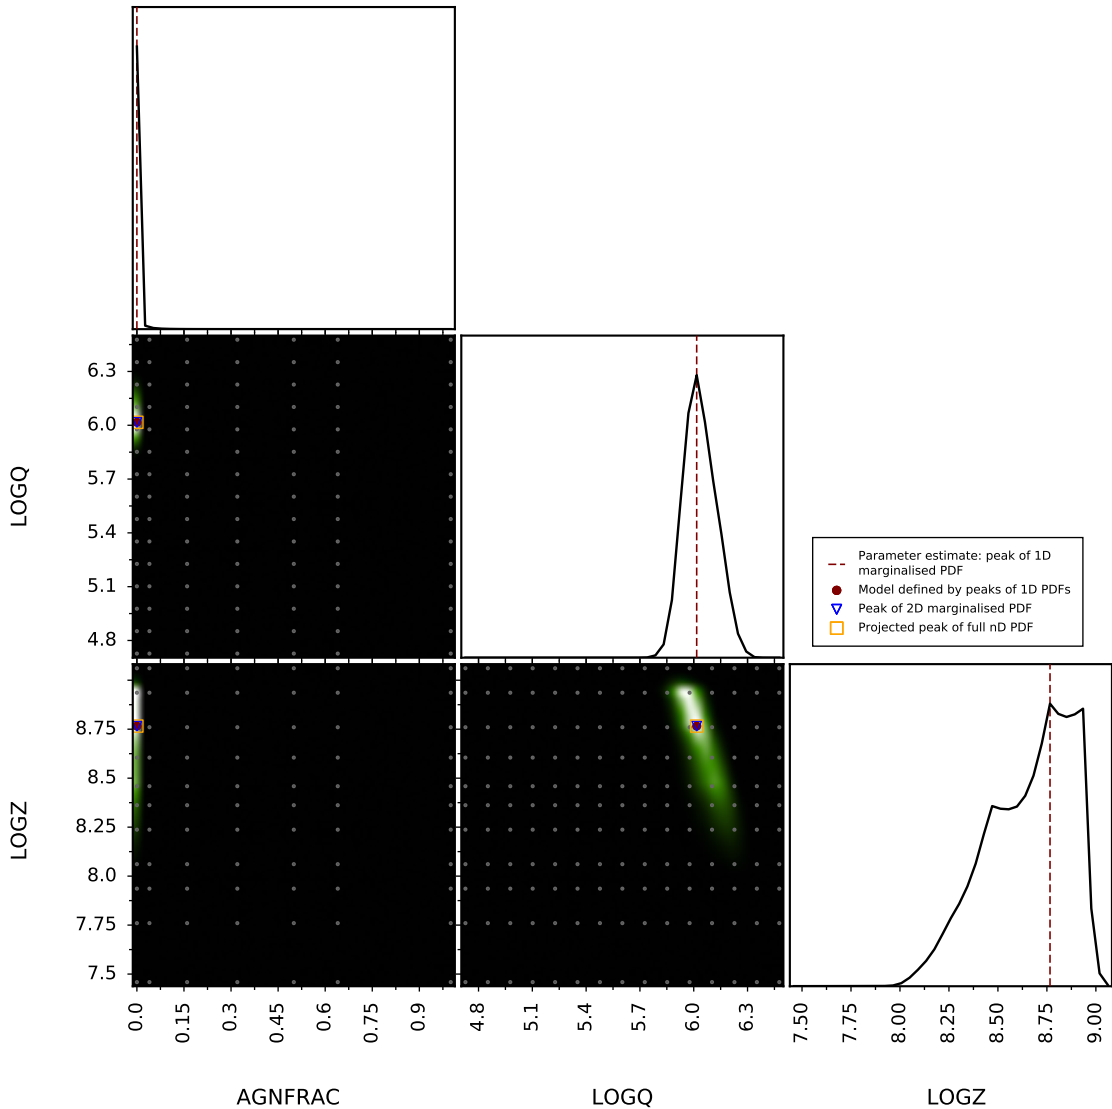 6.3
6.0
5.7
5.4
5.1
4.8
LOGQ
Parameter estimate: peak of 1D
marginalised PDF
Model defined by peaks of 1D PDFs
Peak of 2D marginalised PDF
Projected peak of full nD PDF
8.75
8.5
8.25
8.0
7.75
7.5
LOGZ
0.0 0.15 0.3 0.45 0.6 0.75 0.9
4.8 5.1 5.4 5.7 6.0 6.3
7.50 7.75 8.00 8.25 8.50 8.75 9.00
AGNFRAC
LOGQ
LOGZ